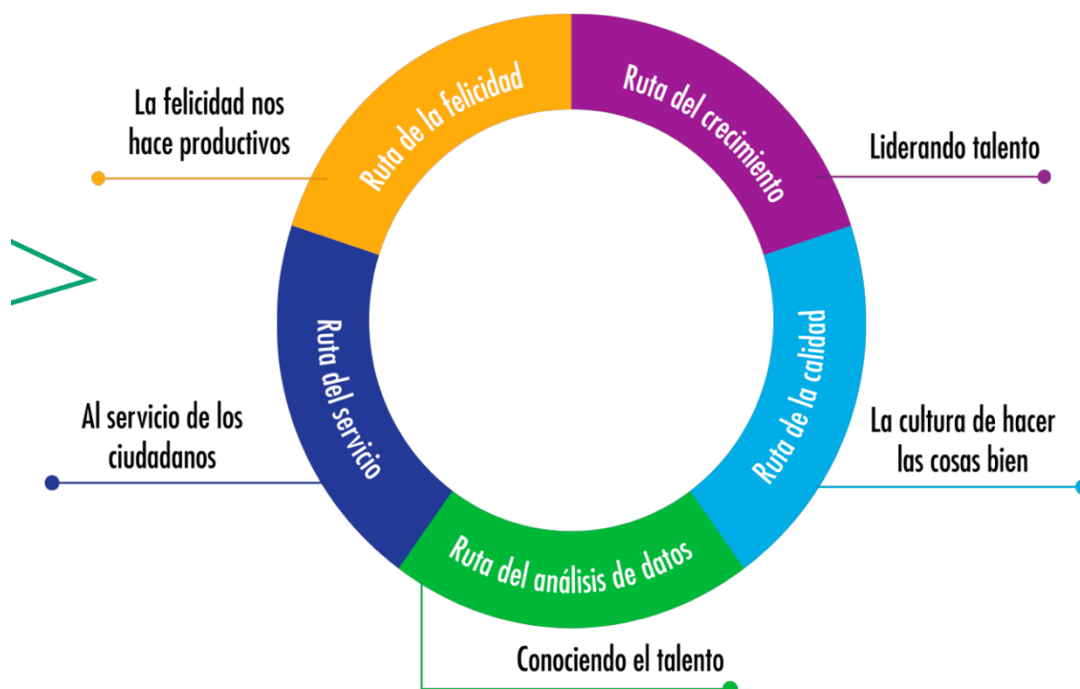 La felicidad nos
hace productivos
Ruta de la felicidad
Ruta del crecimiento
Liderando talento
Ruta del servicio
Ruta de la calidad
Al servicio de los
ciudadanos
La cultura de hacer
las cosas bien
Ruta del análisis de datos
Conociendo el talento